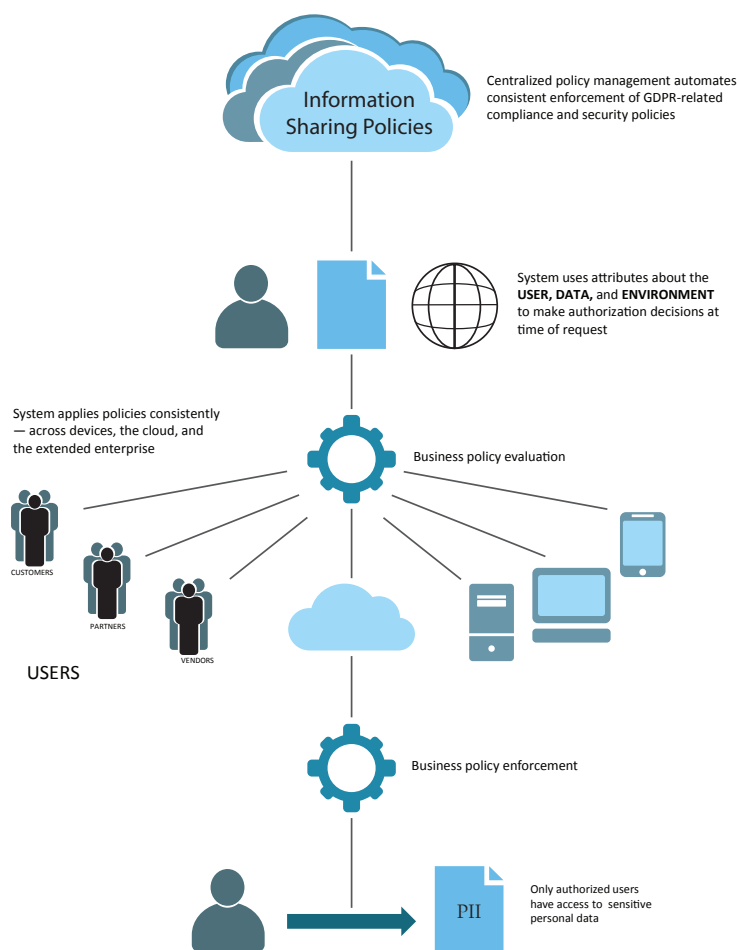 Information
Sharing Policies
Centralized policy management automates
consistent enforcement of GDPR-related
compliance and security policies
System uses attributes about the
USER, DATA, and ENVIRONMENT
to make authorization decisions at
time of request
System applies policies consistently
— across devices, the cloud, and
the extended enterprise
Business policy evaluation
CUSTOMERS
PARTNERS
VENDORS
USERS
Business policy enforcement
PII
Only authorized users
have access to sensitive
personal data